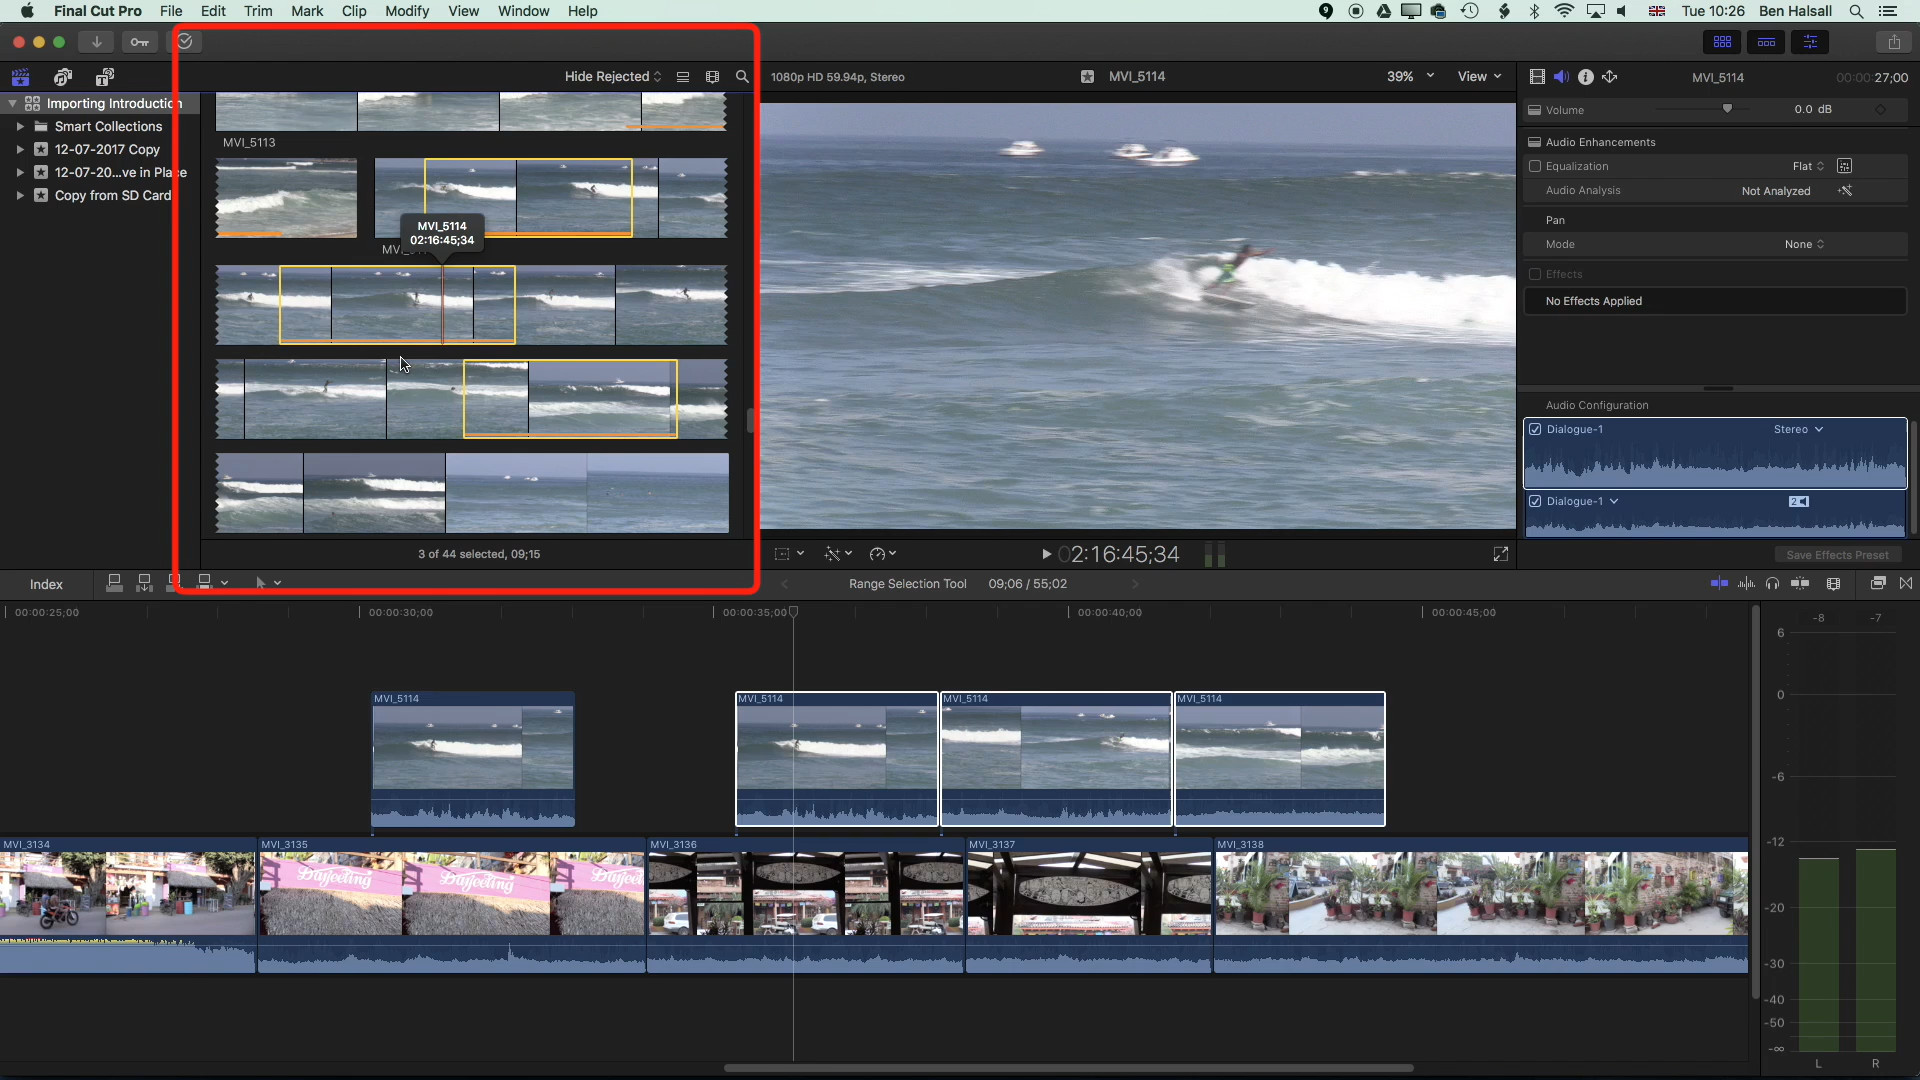 Final Cut Pro File Edit Trim Mark Clip Modify View Window Help
9 Tue 10:26 Ben Halsall
Hide Rejected
1080p HD 59.94p, Stereo
MVI_5114
39% View
MVI_5114
00:00:27;00
Importing Introduction
Smart Collections
12-07-2017 Copy
12-07-20...ve in Place
Copy from SD Card
MVI_5113
MVI_5114
02:16:45;34
3 of 44 selected, 09;15
02:16:45;34
Volume 0.0 dB
Audio Enhancements
Equalization Flat
Audio Analysis Not Analyzed
Pan
Mode None
Effects
No Effects Applied
Audio Configuration
Dialogue-1 Stereo
Dialogue-1 2
Save Effects Preset
Index
Range Selection Tool 09;06 / 55;02
00:00:25;00 00:00:30;00 00:00:35;00 00:00:40;00 00:00:45;00
-8 -7
MVI_5114 MVI_5114 MVI_5114 MVI_5114
MVI_3134 MVI_3135 MVI_3136 MVI_3137 MVI_3138
Darjeeling Darjeeling
6
0
-6
-12
-20
-30
-40
-50
-∞
L R